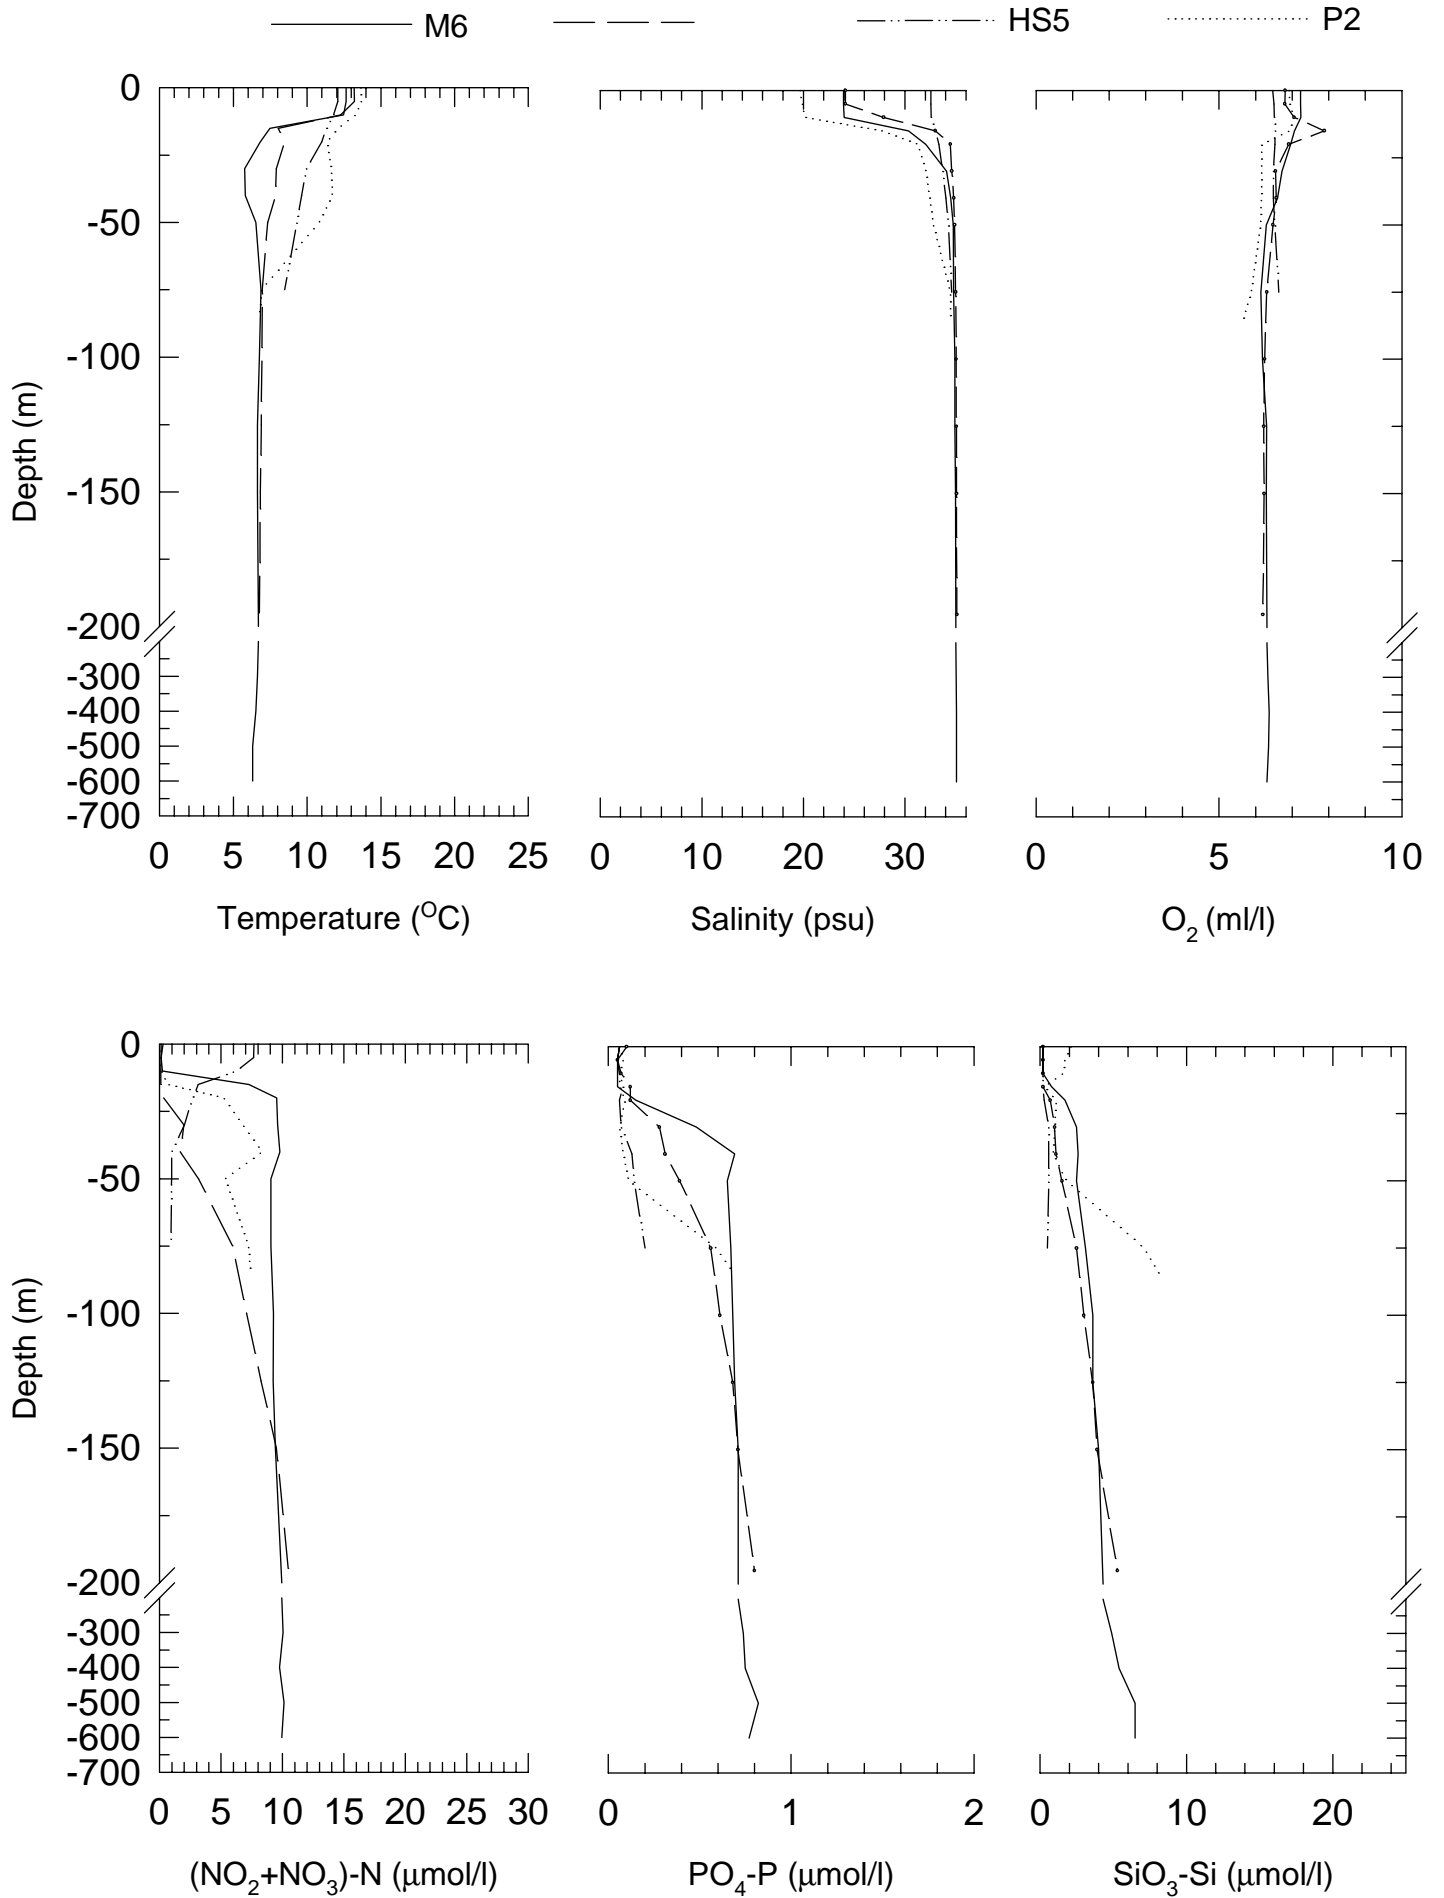 M6 HS5 P2
0
-50
-100
-150
-200
-300
-400
-500
-600
-700
Depth (m)
0 5 10 15 20 25
Temperature (OC)
0 10 20 30
Salinity (psu)
0 5 10
O2 (ml/l)
0
-50
-100
-150
-200
-300
-400
-500
-600
-700
Depth (m)
0 5 10 15 20 25 30
(NO2+NO3)-N (μmol/l)
0 1 2
PO4-P (μmol/l)
0 10 20
SiO3-Si (μmol/l)